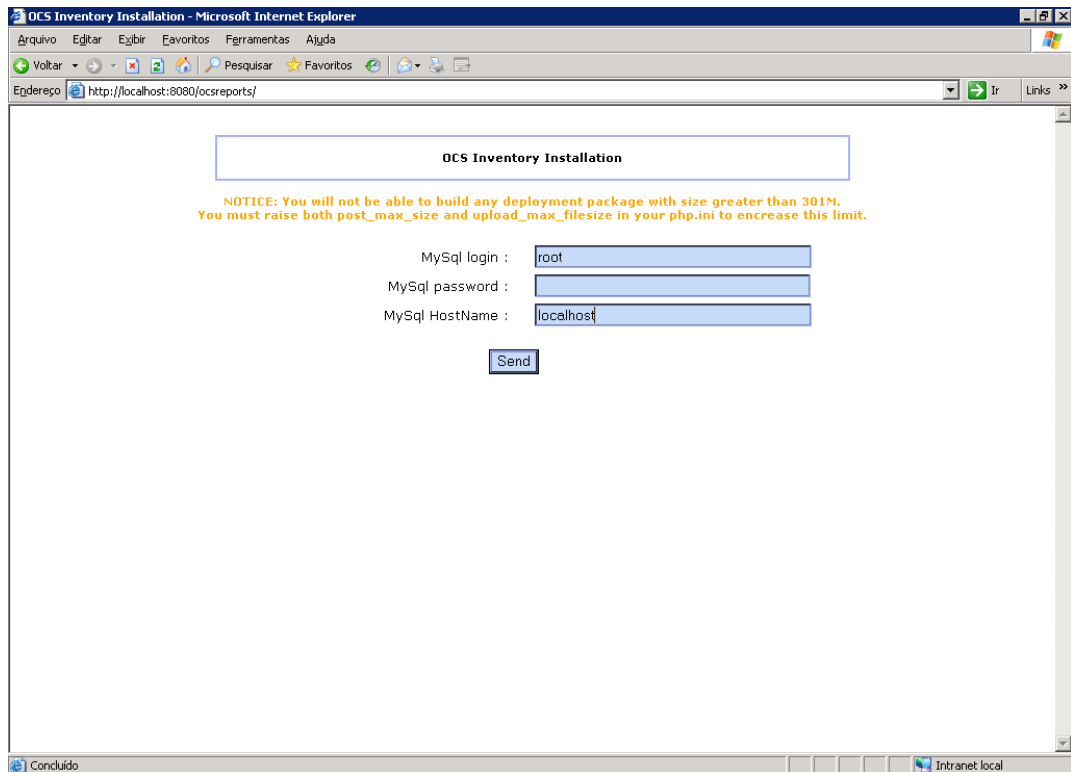 OCS Inventory Installation - Microsoft Internet Explorer
Arquivo Editar Exibir Favoritos Ferramentas Ajuda
Voltar Pesquisar Favoritos
Endereço http://localhost:8080/ocsreports/ Ir Links »
OCS Inventory Installation
NOTICE: You will not be able to build any deployment package with size greater than 301M.
You must raise both post_max_size and upload_max_filesize in your php.ini to encrease this limit.
MySql login : root
MySql password :
MySql HostName : localhost
Send
Concluído Intranet local